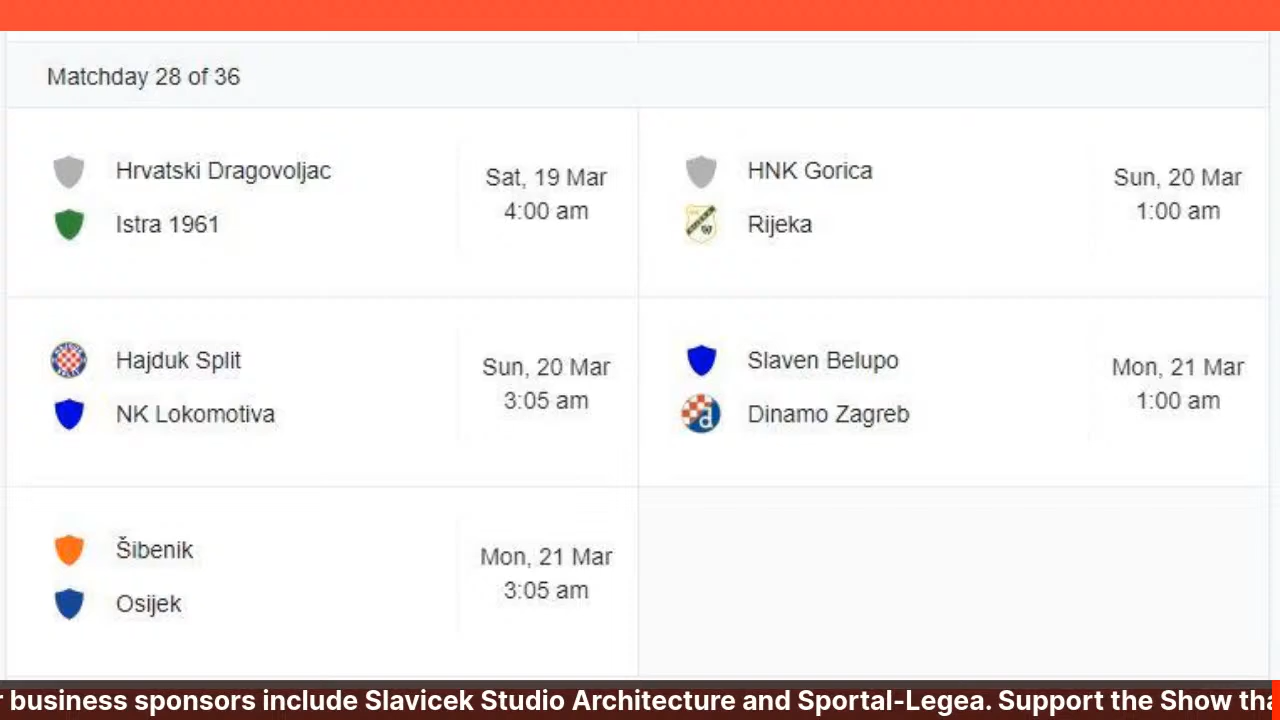 Matchday 28 of 36
Hrvatski Dragovoljac
Istra 1961
Sat, 19 Mar
4:00 am
HNK Gorica
Rijeka
Sun, 20 Mar
1:00 am
Hajduk Split
NK Lokomotiva
Sun, 20 Mar
3:05 am
Slaven Belupo
Dinamo Zagreb
Mon, 21 Mar
1:00 am
Šibenik
Osijek
Mon, 21 Mar
3:05 am
business sponsors include Slavicek Studio Architecture and Sportal-Legea. Support the Show